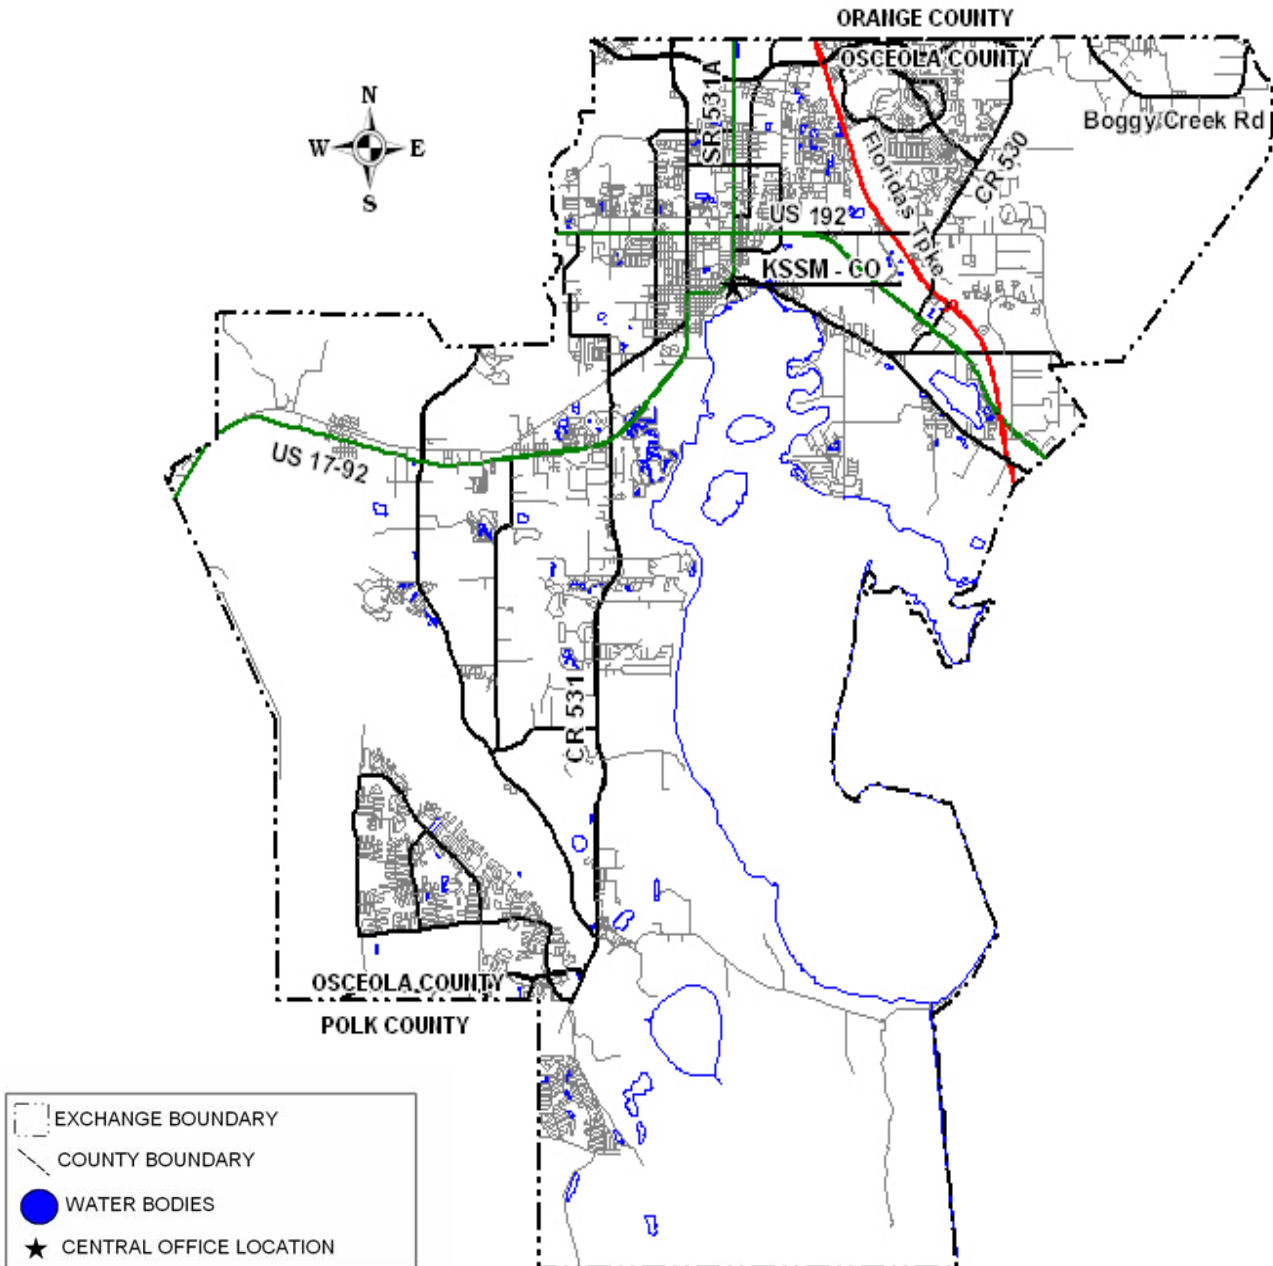 ORANGE COUNTY
OSCEOLA COUNTY
SR 531A
Boggy Creek Rd
N
W E
S
Floridas Tpke
CR 530
US 192
KSSM - CO
US 17-92
CR 531
OSCEOLA COUNTY
POLK COUNTY
EXCHANGE BOUNDARY
COUNTY BOUNDARY
WATER BODIES
CENTRAL OFFICE LOCATION